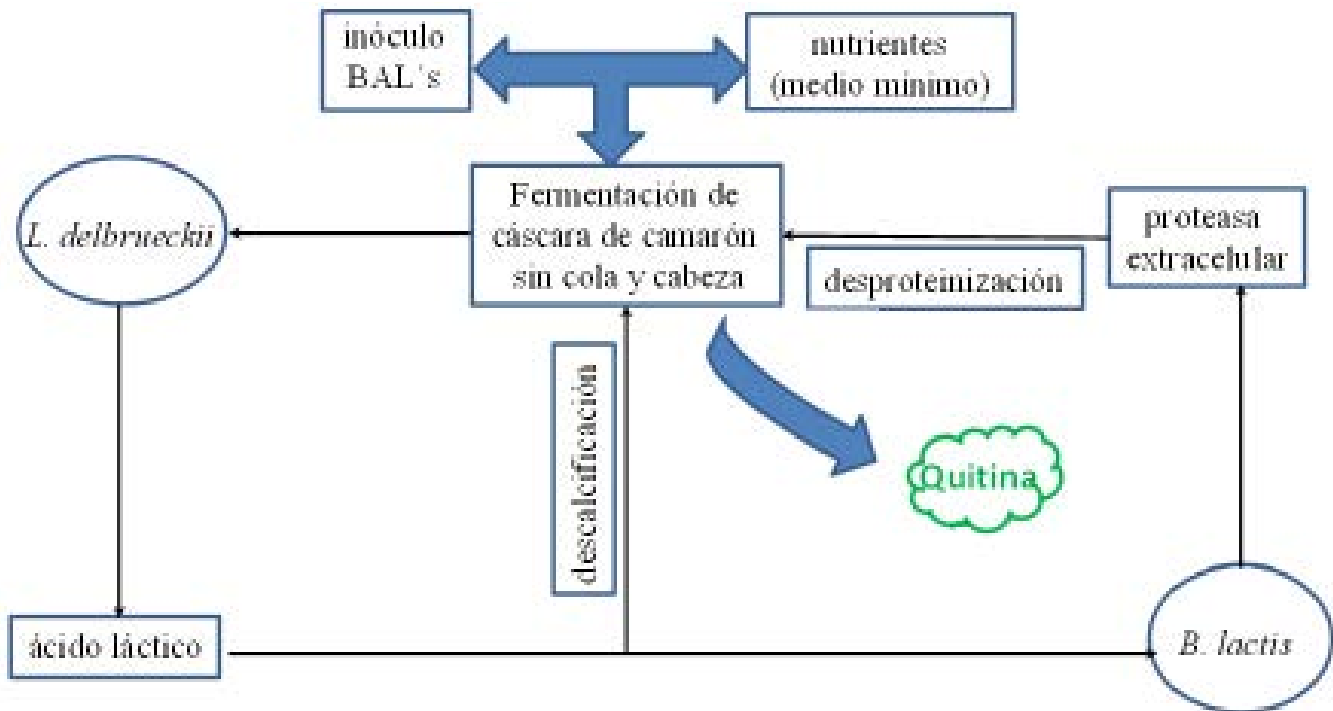 inóculo
BAL´s
nutrientes
(medio mínimo)
L. delbrueckii
Fermentación de
cáscara de camarón
sin cola y cabeza
proteasa
extracelular
desproteinización
descalcificación
Quitina
ácido láctico
B. lactis